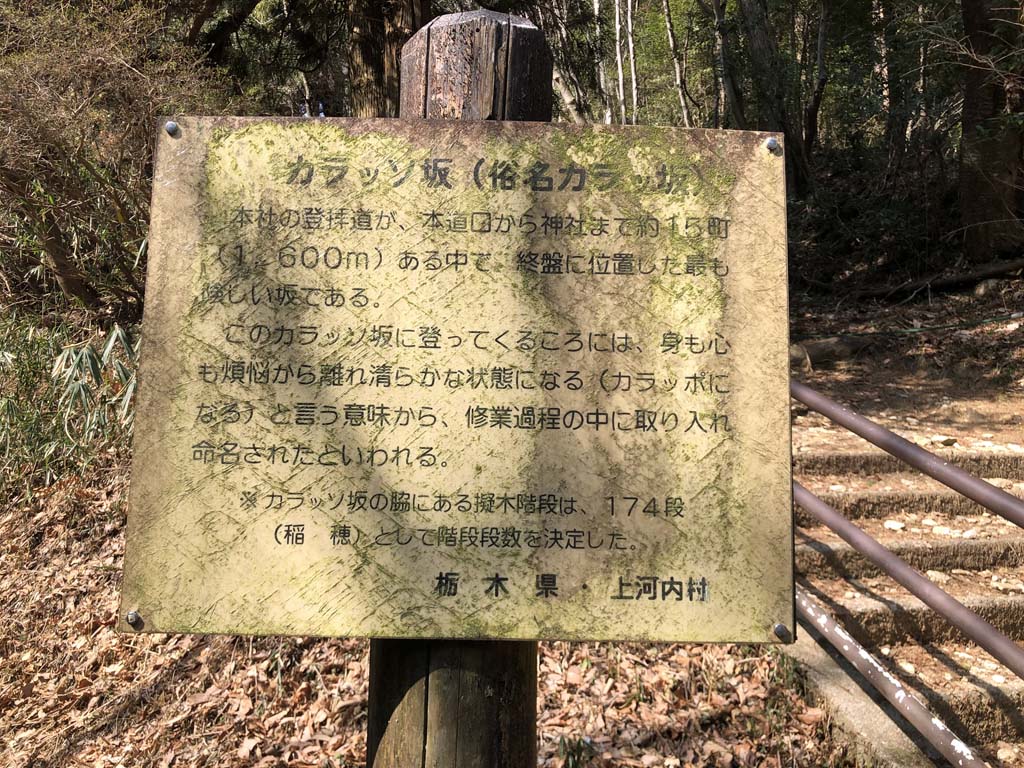 カラッソ坂（俗名カラッ坂）
本社の登拝道が、本道口から神社まで約15町
（1、600m）ある中で、終盤に位置した最も
険しい坂である。
このカラッソ坂に登ってくるころには、身も心
も煩悩から離れ清らかな状態になる（カラッポに
なる）と言う意味から、修業過程の中に取り入れ
命名されたといわれる。
※カラッソ坂の脇にある擬木階段は、174段
（稲　穂）として階段段数を決定した。
栃木県・上河内村